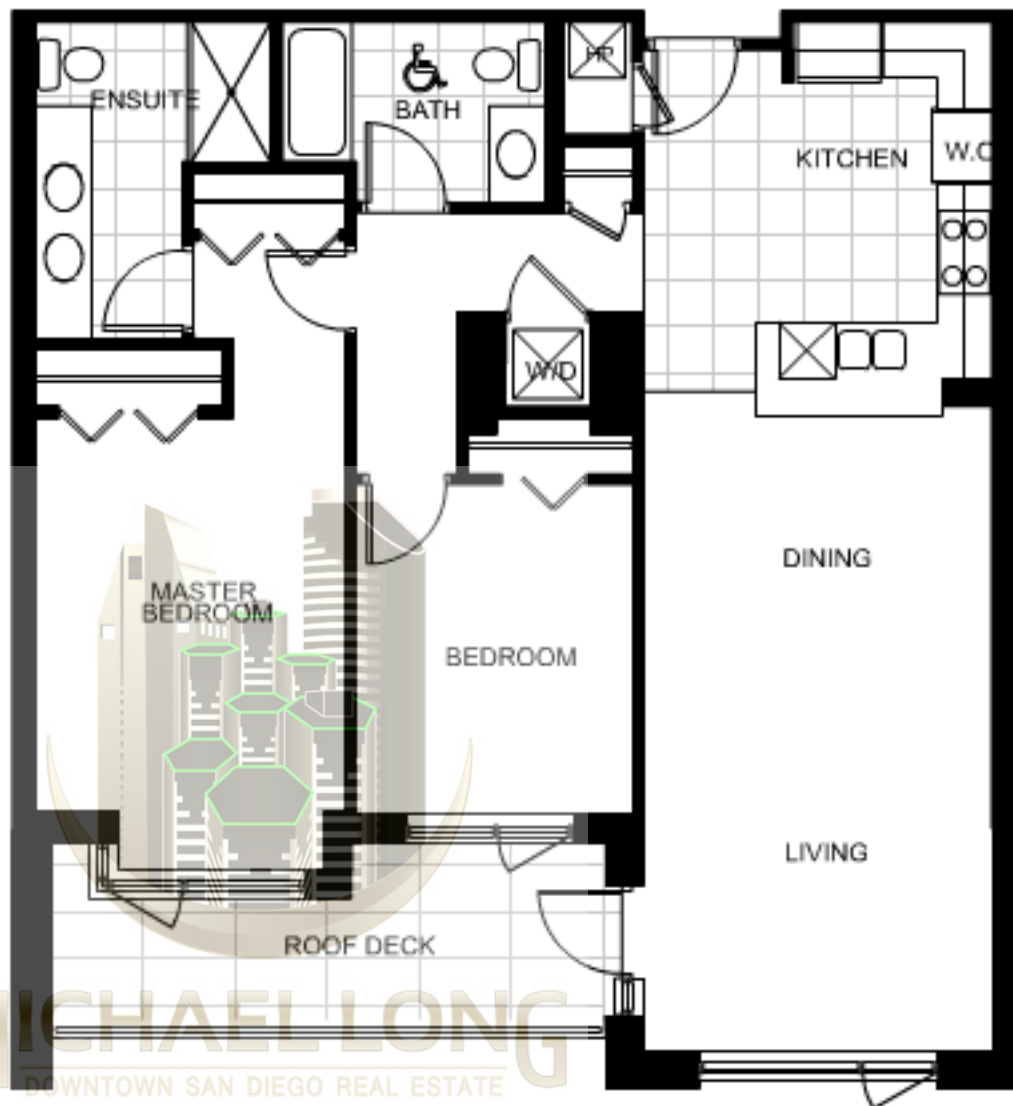 ENSUITE
BATH
HP
KITCHEN
W.O
W/D
DINING
MASTER
BEDROOM
BEDROOM
LIVING
ROOF DECK
MICHAEL LONG
DOWNTOWN SAN DIEGO REAL ESTATE